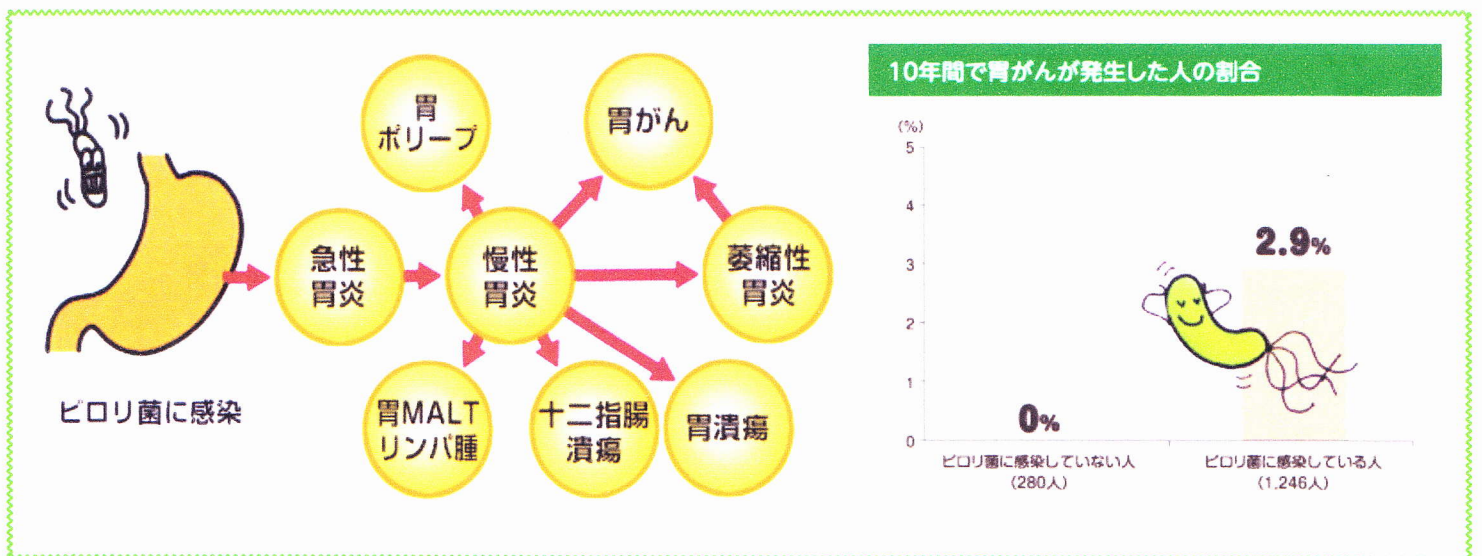 胃
ポリープ
胃がん
急性
胃炎
慢性
胃炎
萎縮性
胃炎
胃MALT
リンパ腫
十二指腸
潰瘍
胃潰瘍
ピロリ菌に感染
10年間で胃がんが発生した人の割合
(%)
5
4
3
2
1
0
0%
2.9%
ピロリ菌に感染していない人
(280人)
ピロリ菌に感染している人
(1,246人)